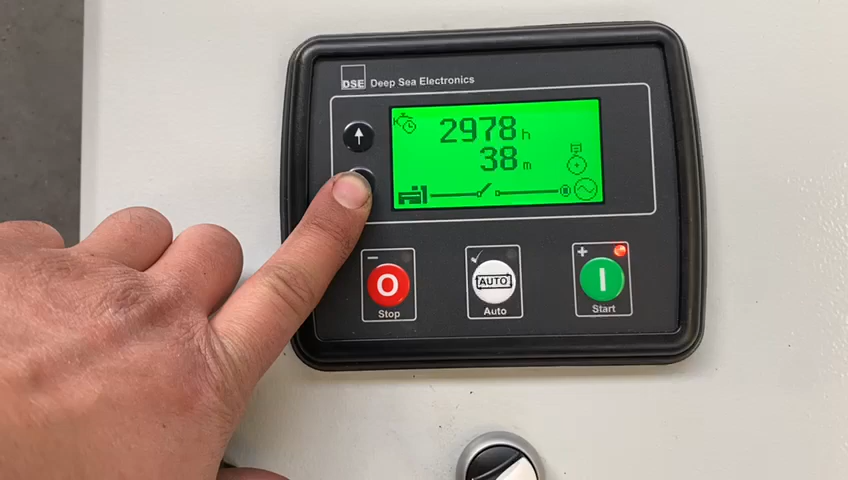 DSE Deep Sea Electronics
2978 h
38 m
O
Stop
AUTO
Auto
I
Start